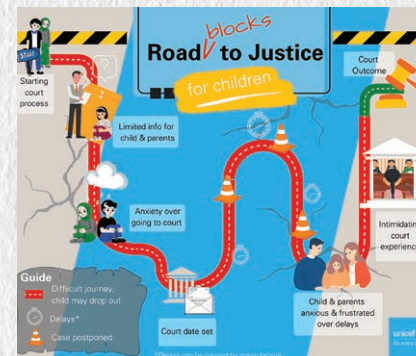 blocks
Road to Justice
for children
Start
Starting
court
process
Limited info for
child & parents
Anxiety over
going to court
Court date set
Child & parents
anxious & frustrated
over delays
Intimidating
court
experience
Court
Outcome
Guide
Difficult journey,
child may drop out
Delays*
Case postponed
unicef